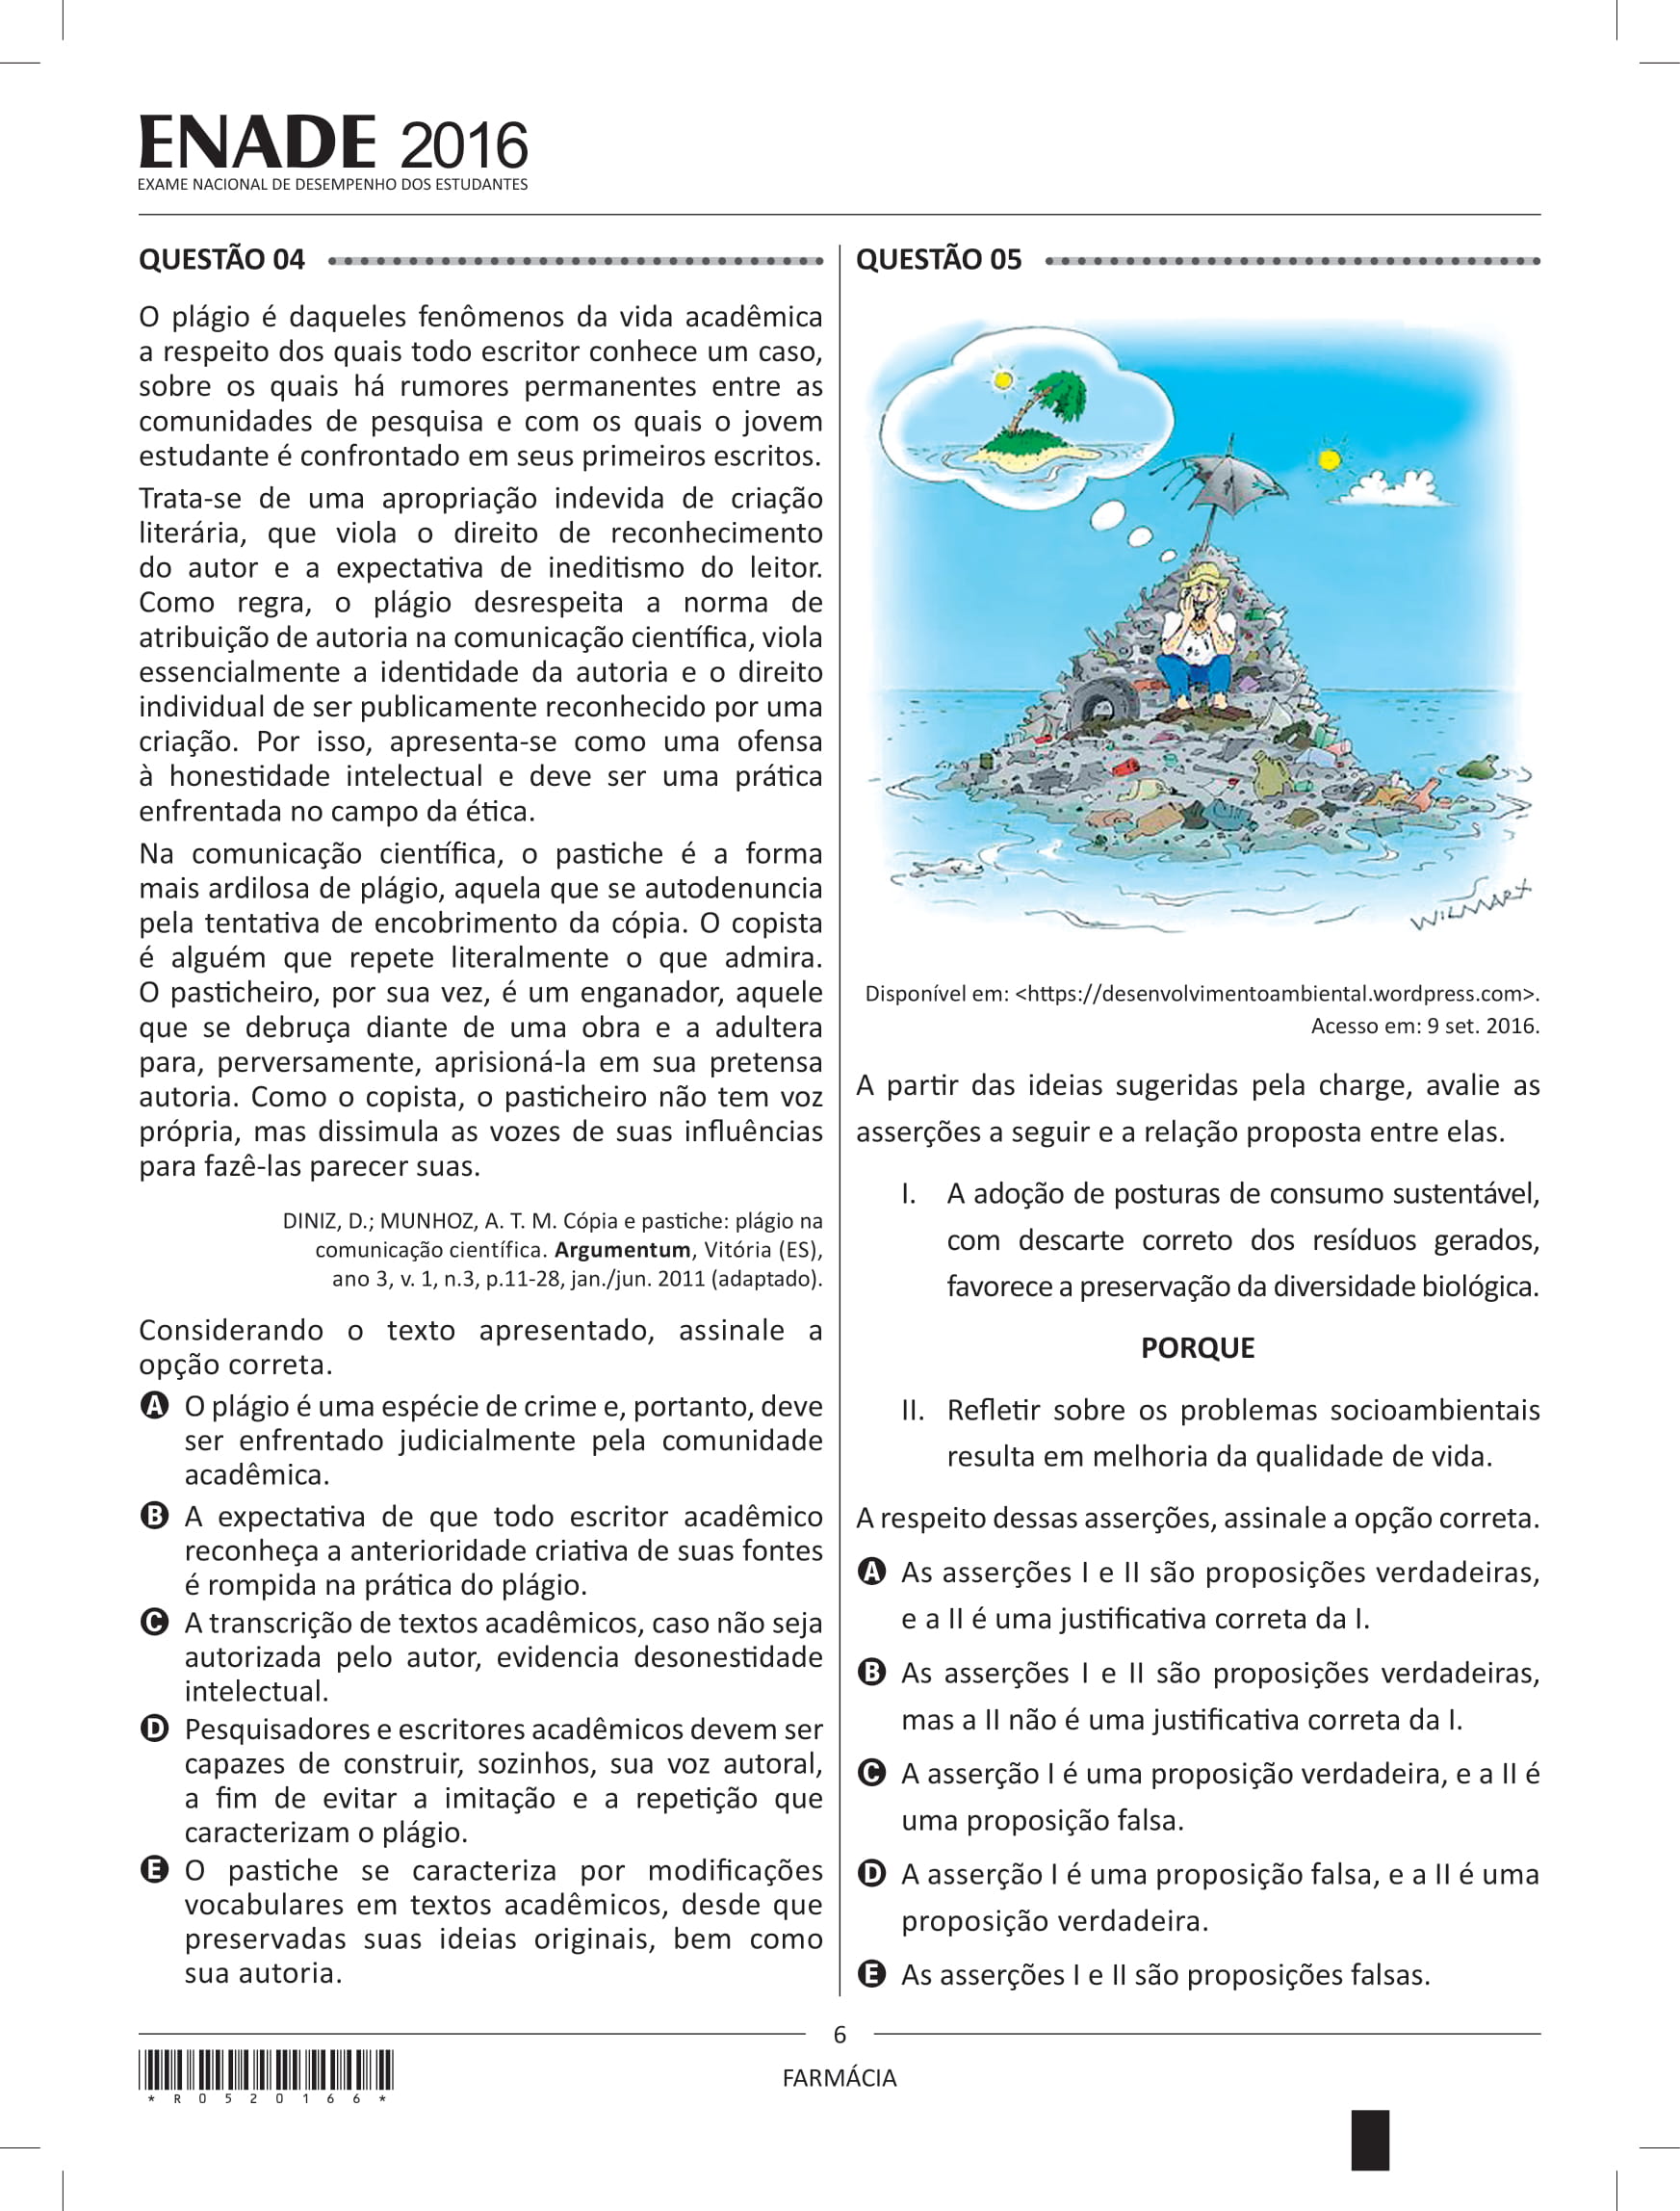 ENADE 2016
EXAME NACIONAL DE DESEMPENHO DOS ESTUDANTES
QUESTÃO 04
O plágio é daqueles fenômenos da vida acadêmica
a respeito dos quais todo escritor conhece um caso,
sobre os quais há rumores permanentes entre as
comunidades de pesquisa e com os quais o jovem
estudante é confrontado em seus primeiros escritos.
Trata-se de uma apropriação indevida de criação
literária, que viola o direito de reconhecimento
do autor e a expectativa de ineditismo do leitor.
Como regra, o plágio desrespeita a norma de
atribuição de autoria na comunicação científica, viola
essencialmente a identidade da autoria e o direito
individual de ser publicamente reconhecido por uma
criação. Por isso, apresenta-se como uma ofensa
à honestidade intelectual e deve ser uma prática
enfrentada no campo da ética.
Na comunicação científica, o pastiche é a forma
mais ardilosa de plágio, aquela que se autodenuncia
pela tentativa de encobrimento da cópia. O copista
é alguém que repete literalmente o que admira.
O pasticheiro, por sua vez, é um enganador, aquele
que se debruça diante de uma obra e a adultera
para, perversamente, aprisioná-la em sua pretensa
autoria. Como o copista, o pasticheiro não tem voz
própria, mas dissimula as vozes de suas influências
para fazê-las parecer suas.
DINIZ, D.; MUNHOZ, A. T. M. Cópia e pastiche: plágio na
comunicação científica. Argumentum, Vitória (ES),
ano 3, v. 1, n.3, p.11-28, jan./jun. 2011 (adaptado).
Considerando o texto apresentado, assinale a
opção correta.
A O plágio é uma espécie de crime e, portanto, deve
ser enfrentado judicialmente pela comunidade
acadêmica.
B A expectativa de que todo escritor acadêmico
reconheça a anterioridade criativa de suas fontes
é rompida na prática do plágio.
C A transcrição de textos acadêmicos, caso não seja
autorizada pelo autor, evidencia desonestidade
intelectual.
D Pesquisadores e escritores acadêmicos devem ser
capazes de construir, sozinhos, sua voz autoral,
a fim de evitar a imitação e a repetição que
caracterizam o plágio.
E O pastiche se caracteriza por modificações
vocabulares em textos acadêmicos, desde que
preservadas suas ideias originais, bem como
sua autoria.
QUESTÃO 05
WILMARX
Disponível em: <https://desenvolvimentoambiental.wordpress.com>.
Acesso em: 9 set. 2016.
A partir das ideias sugeridas pela charge, avalie as
asserções a seguir e a relação proposta entre elas.
I. A adoção de posturas de consumo sustentável,
com descarte correto dos resíduos gerados,
favorece a preservação da diversidade biológica.
PORQUE
II. Refletir sobre os problemas socioambientais
resulta em melhoria da qualidade de vida.
A respeito dessas asserções, assinale a opção correta.
A As asserções I e II são proposições verdadeiras,
e a II é uma justificativa correta da I.
B As asserções I e II são proposições verdadeiras,
mas a II não é uma justificativa correta da I.
C A asserção I é uma proposição verdadeira, e a II é
uma proposição falsa.
D A asserção I é uma proposição falsa, e a II é uma
proposição verdadeira.
E As asserções I e II são proposições falsas.
6
FARMÁCIA
* R 0 5 2 0 1 6 6 *